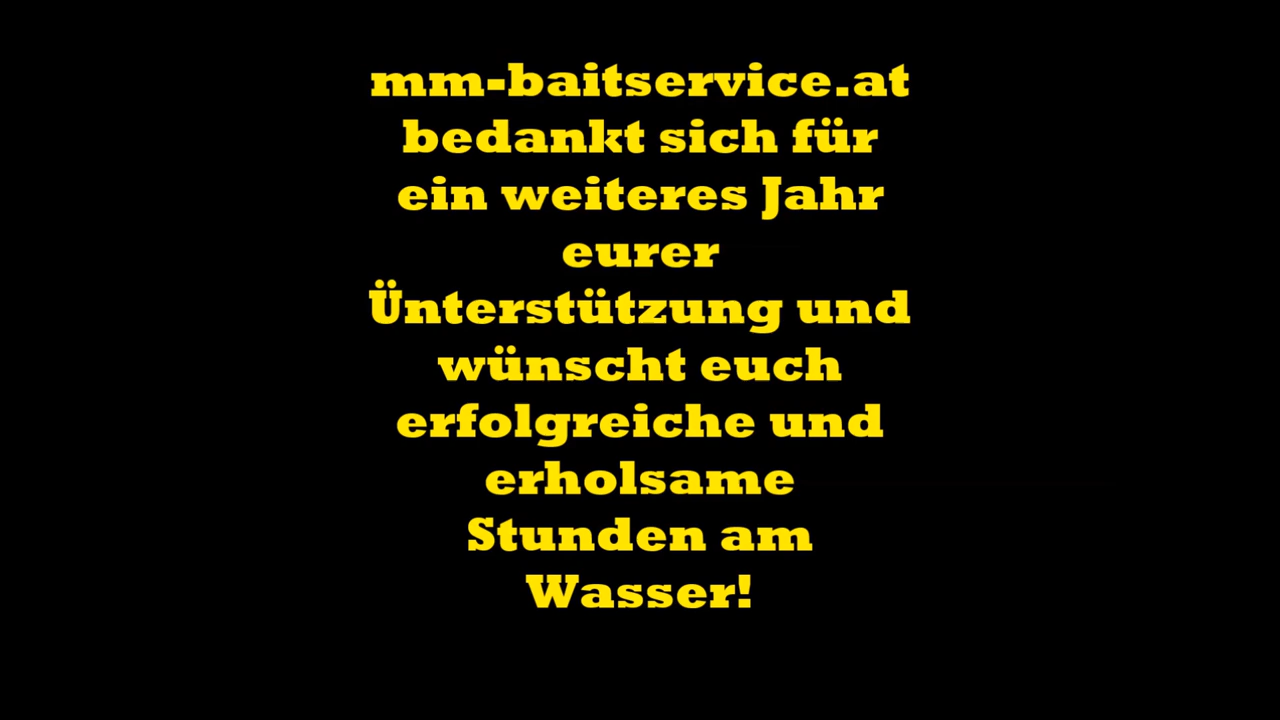 mm-baitservice.at
bedankt sich für
ein weiteres Jahr
eurer
Ünterstützung und
wünscht euch
erfolgreiche und
erholsame
Stunden am
Wasser!